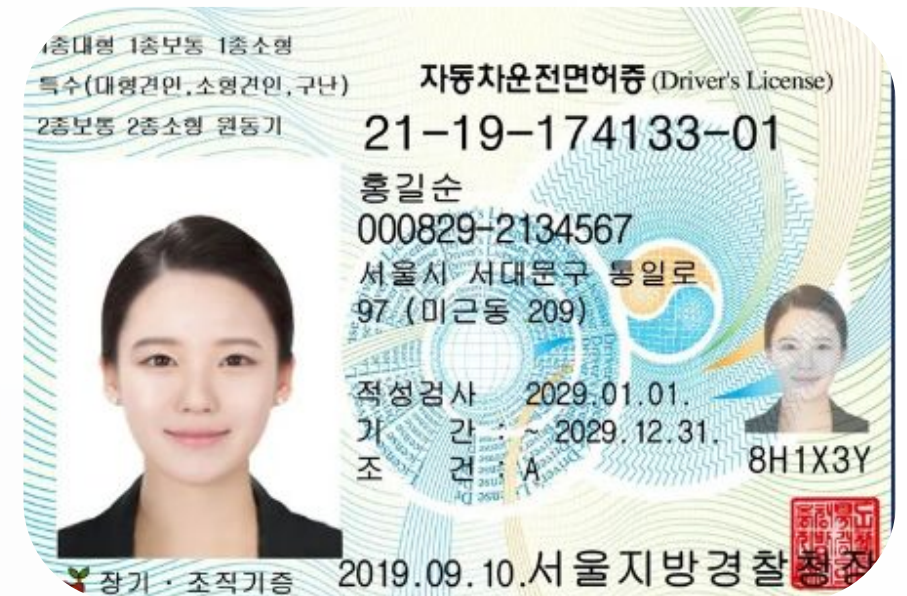 1종대형 1종보통 1종소형
특수(대형견인,소형견인,구난)
2종보통 2종소형 원동기
자동차운전면허증 (Driver's License)
21-19-174133-01
홍길순
000829-2134567
서울시 서대문구 통일로
97 (미근동 209)
적성검사 2029.01.01.
기 간 : ~ 2029.12.31.
조 건 : A
8H1X3Y
장기 · 조직기증
2019.09.10.서울지방경찰청장